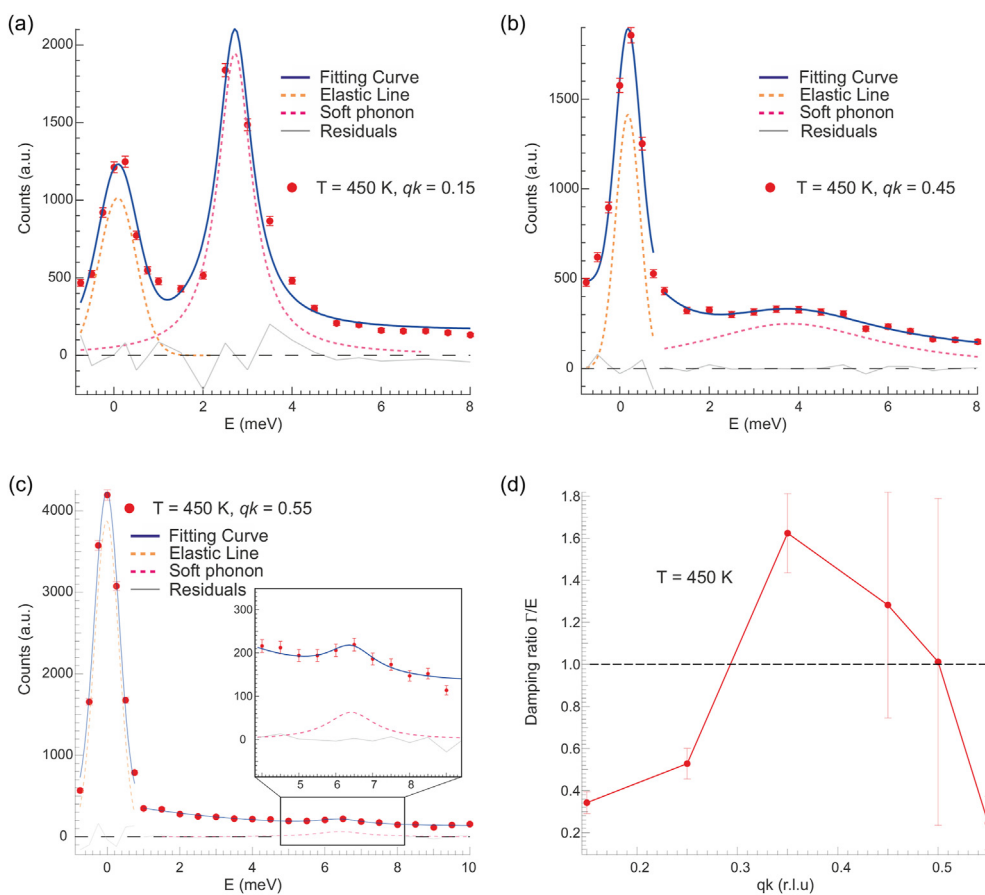 (a)
2000
1500
1000
500
0
Counts (a.u.)
Fitting Curve
Elastic Line
Soft phonon
Residuals
T = 450 K, qk = 0.15
0 2 4 6 8
E (meV)
(b)
1500
1000
500
0
Counts (a.u.)
Fitting Curve
Elastic Line
Soft phonon
Residuals
T = 450 K, qk = 0.45
0 2 4 6 8
E (meV)
(c)
4000
3000
2000
1000
0
Counts (a.u.)
T = 450 K, qk = 0.55
Fitting Curve
Elastic Line
Soft phonon
Residuals
300
200
100
0
5 6 7 8
0 2 4 6 8 10
E (meV)
(d)
1.8
1.6
1.4
1.2
1.0
0.8
0.6
0.4
0.2
Damping ratio Γ/E
T = 450 K
0.2 0.3 0.4 0.5
qk (r.l.u)